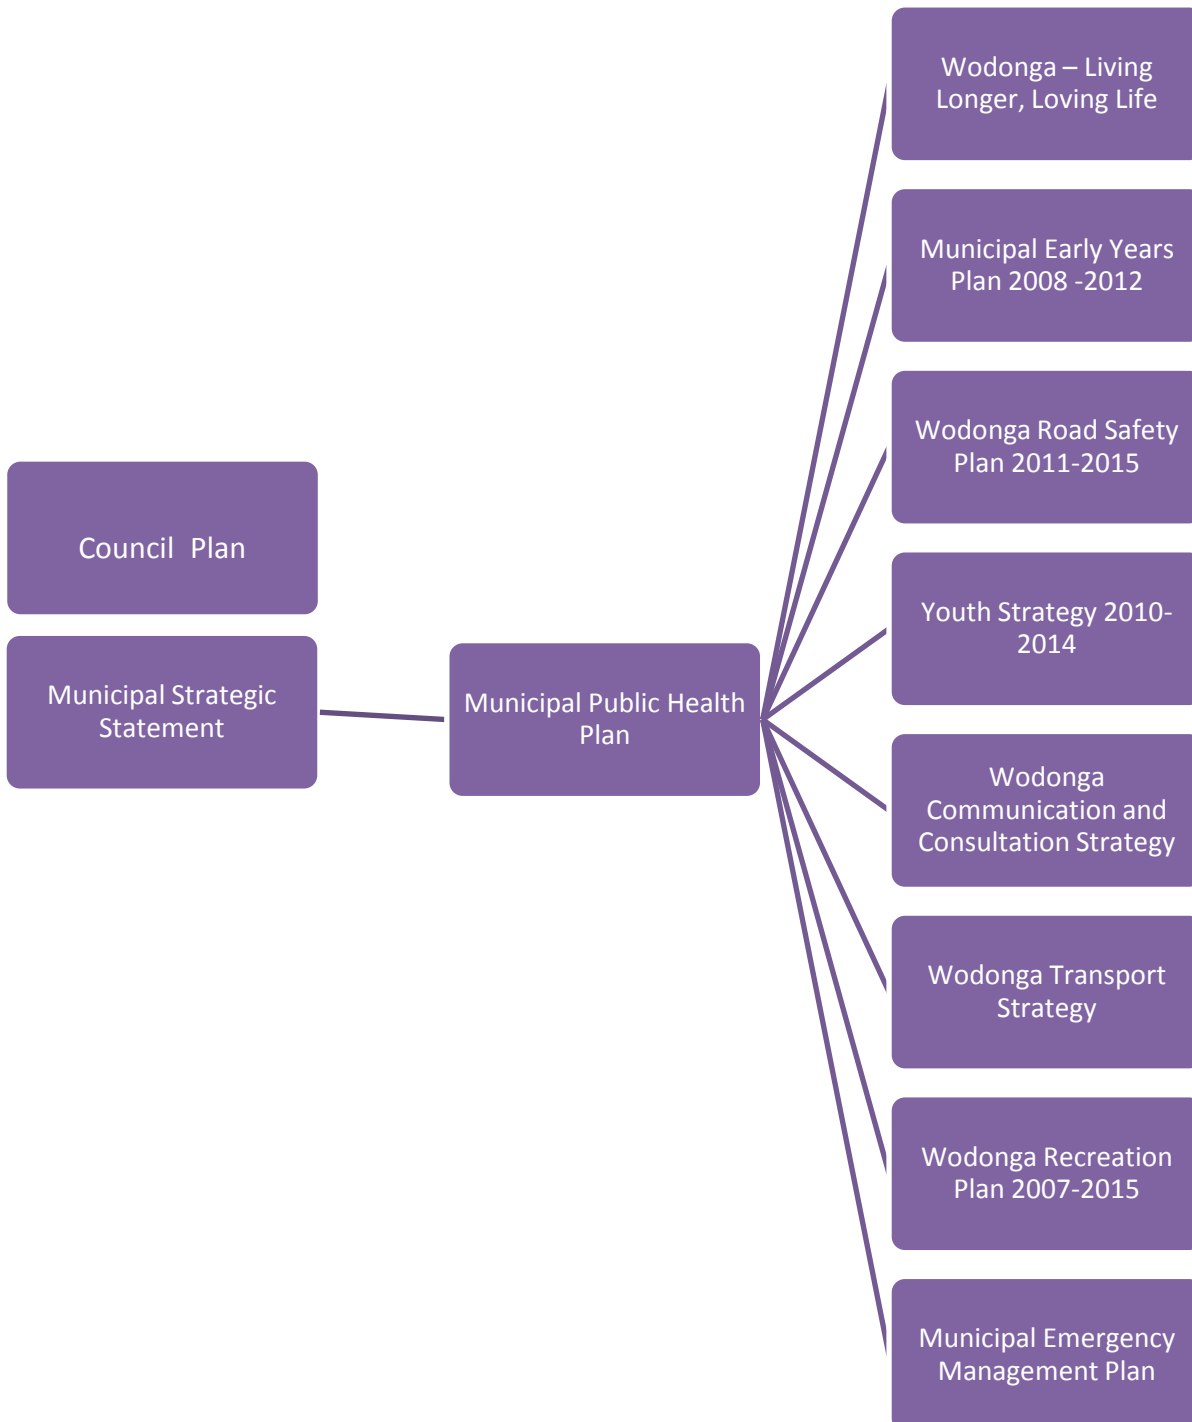 Council Plan
Municipal Strategic
Statement
Municipal Public Health
Plan
Wodonga – Living
Longer, Loving Life
Municipal Early Years
Plan 2008 -2012
Wodonga Road Safety
Plan 2011-2015
Youth Strategy 2010-
2014
Wodonga
Communication and
Consultation Strategy
Wodonga Transport
Strategy
Wodonga Recreation
Plan 2007-2015
Municipal Emergency
Management Plan